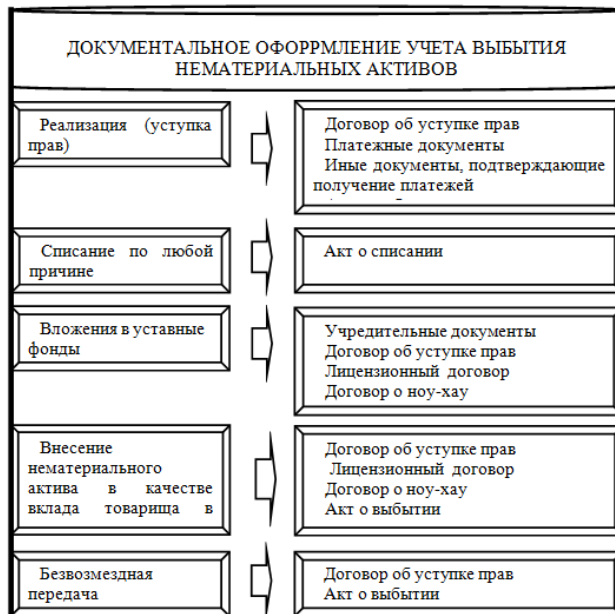 ДОКУМЕНТАЛЬНОЕ ОФОРРМЛЕНИЕ УЧЕТА ВЫБЫТИЯ
НЕМАТЕРИАЛЬНЫХ АКТИВОВ
Реализация (уступка
прав)
Договор об уступке прав
Платежные документы
Иные документы, подтверждающие
получение платежей
Списание по любой
причине
Акт о списании
Вложения в уставные
фонды
Учредительные документы
Договор об уступке прав
Лицензионный договор
Договор о ноу-хау
Внесение
нематериального
актива в качестве
вклада товарища в
Договор об уступке прав
Лицензионный договор
Договор о ноу-хау
Акт о выбытии
Безвозмездная
передача
Договор об уступке прав
Акт о выбытии